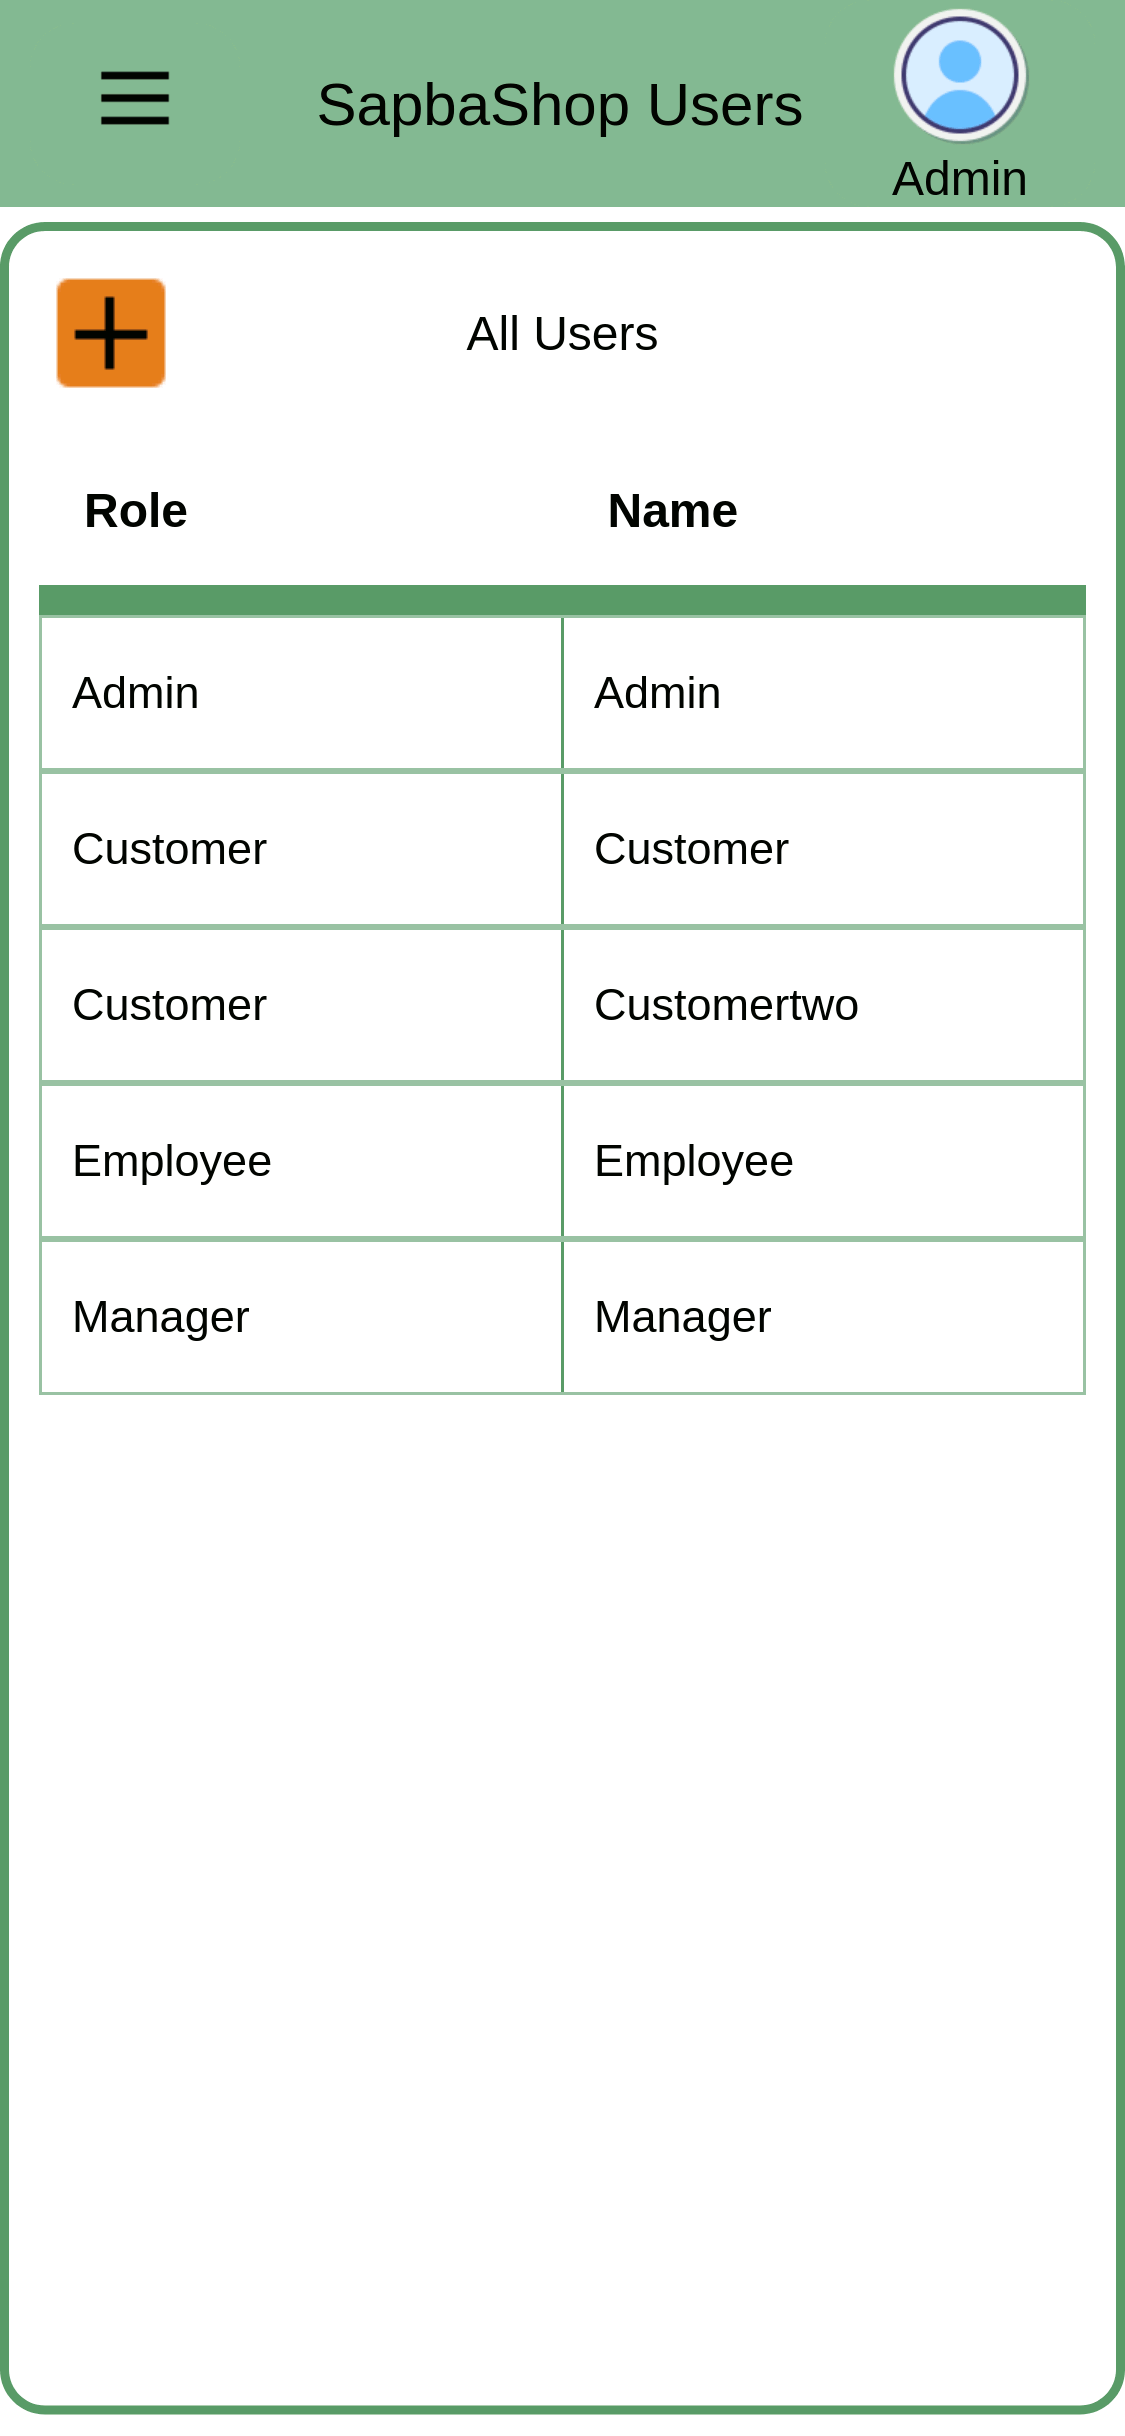 SapbaShop Users
Admin
All Users
Role Name
Admin Admin
Customer Customer
Customer Customertwo
Employee Employee
Manager Manager